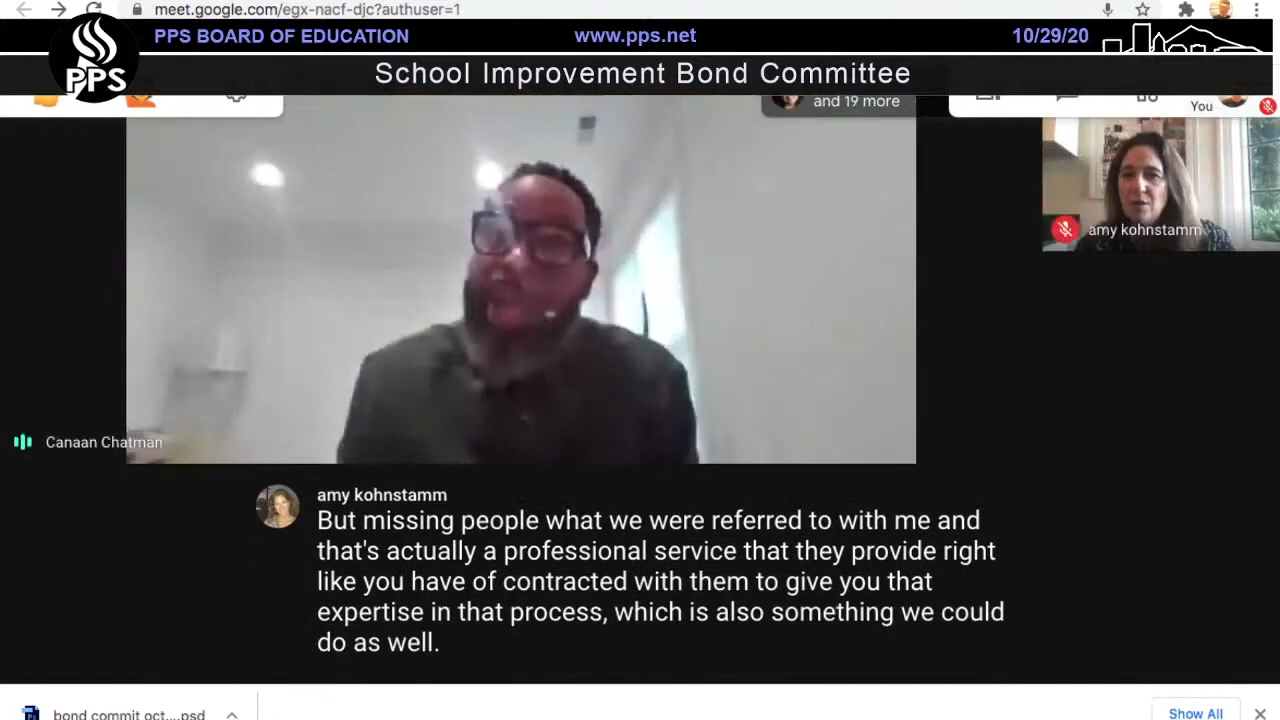 meet.google.com/egx-nacf-djc?authuser=1
PPS BOARD OF EDUCATION
www.pps.net
10/29/20
PPS
School Improvement Bond Committee
and 19 more
You
amy kohnstamm
Canaan Chatman
amy kohnstamm
But missing people what we were referred to with me and
that's actually a professional service that they provide right
like you have of contracted with them to give you that
expertise in that process, which is also something we could
do as well.
bond commit oct....psd
Show All